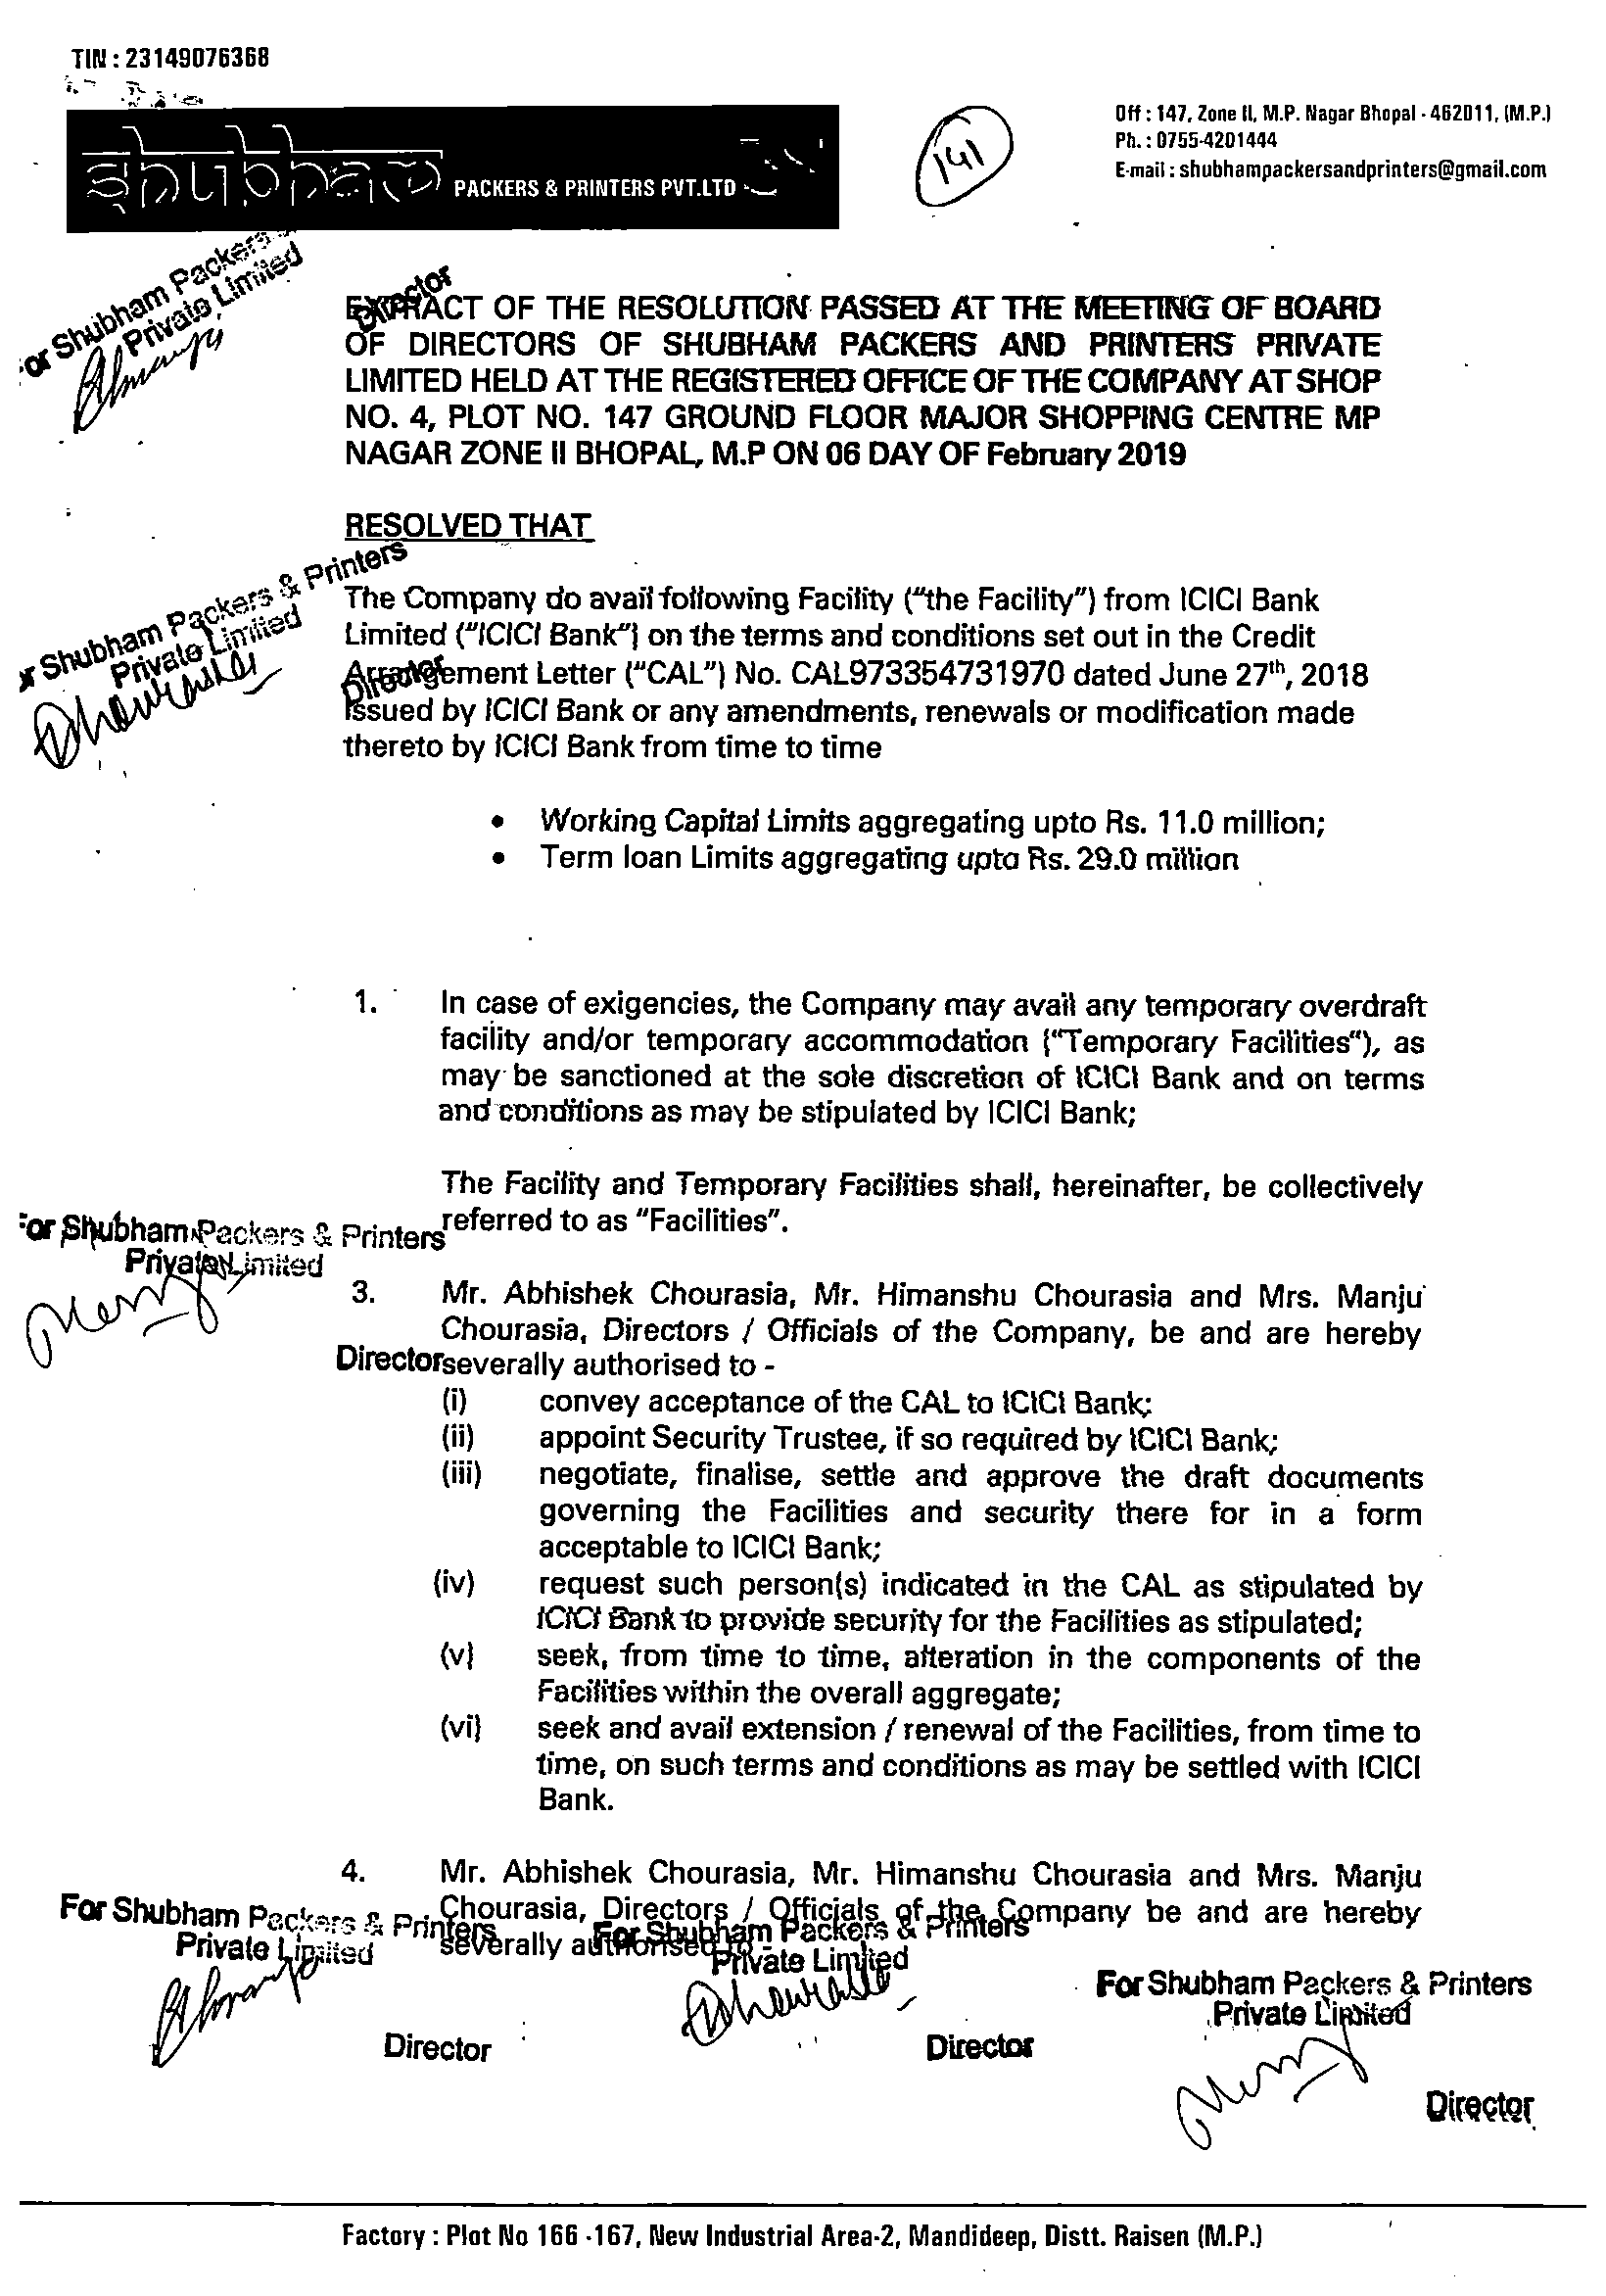 TIN : 23149076368
shubham PACKERS & PRINTERS PVT.LTD
141
Off : 147, Zone II, M.P. Nagar Bhopal - 462011, (M.P.)
Ph. : 0755-4201444
E-mail : shubhampackersandprinters@gmail.com
or Shubham Packers
Private Limited
Director
EXTRACT OF THE RESOLUTION PASSED AT THE MEETING OF BOARD
OF DIRECTORS OF SHUBHAM PACKERS AND PRINTERS PRIVATE
LIMITED HELD AT THE REGISTERED OFFICE OF THE COMPANY AT SHOP
NO. 4, PLOT NO. 147 GROUND FLOOR MAJOR SHOPPING CENTRE MP
NAGAR ZONE II BHOPAL, M.P ON 06 DAY OF February 2019
RESOLVED THAT
r Shubham Packers & Printers
Private Limited
Director
The Company do avail following Facility ("the Facility") from ICICI Bank
Limited ("ICICI Bank") on the terms and conditions set out in the Credit
Arrangement Letter ("CAL") No. CAL973354731970 dated June 27th, 2018
issued by ICICI Bank or any amendments, renewals or modification made
thereto by ICICI Bank from time to time
• Working Capital Limits aggregating upto Rs. 11.0 million;
• Term loan Limits aggregating upto Rs. 29.0 million
1. In case of exigencies, the Company may avail any temporary overdraft
facility and/or temporary accommodation ("Temporary Facilities"), as
may be sanctioned at the sole discretion of ICICI Bank and on terms
and conditions as may be stipulated by ICICI Bank;
The Facility and Temporary Facilities shall, hereinafter, be collectively
referred to as "Facilities".
For Shubham Packers & Printers
Private Limited
Director
3. Mr. Abhishek Chourasia, Mr. Himanshu Chourasia and Mrs. Manju
Chourasia, Directors / Officials of the Company, be and are hereby
severally authorised to -
(i) convey acceptance of the CAL to ICICI Bank;
(ii) appoint Security Trustee, if so required by ICICI Bank;
(iii) negotiate, finalise, settle and approve the draft documents
governing the Facilities and security there for in a form
acceptable to ICICI Bank;
(iv) request such person(s) indicated in the CAL as stipulated by
ICICI Bank to provide security for the Facilities as stipulated;
(v) seek, from time to time, alteration in the components of the
Facilities within the overall aggregate;
(vi) seek and avail extension / renewal of the Facilities, from time to
time, on such terms and conditions as may be settled with ICICI
Bank.
4. Mr. Abhishek Chourasia, Mr. Himanshu Chourasia and Mrs. Manju
Chourasia, Directors / Officials of the Company be and are hereby
severally authorised to -
For Shubham Packers & Printers
Private Limited
Director
For Shubham Packers & Printers
Private Limited
Director
For Shubham Packers & Printers
Private Limited
Director
Factory : Plot No 166 -167, New Industrial Area-2, Mandideep, Distt. Raisen (M.P.)